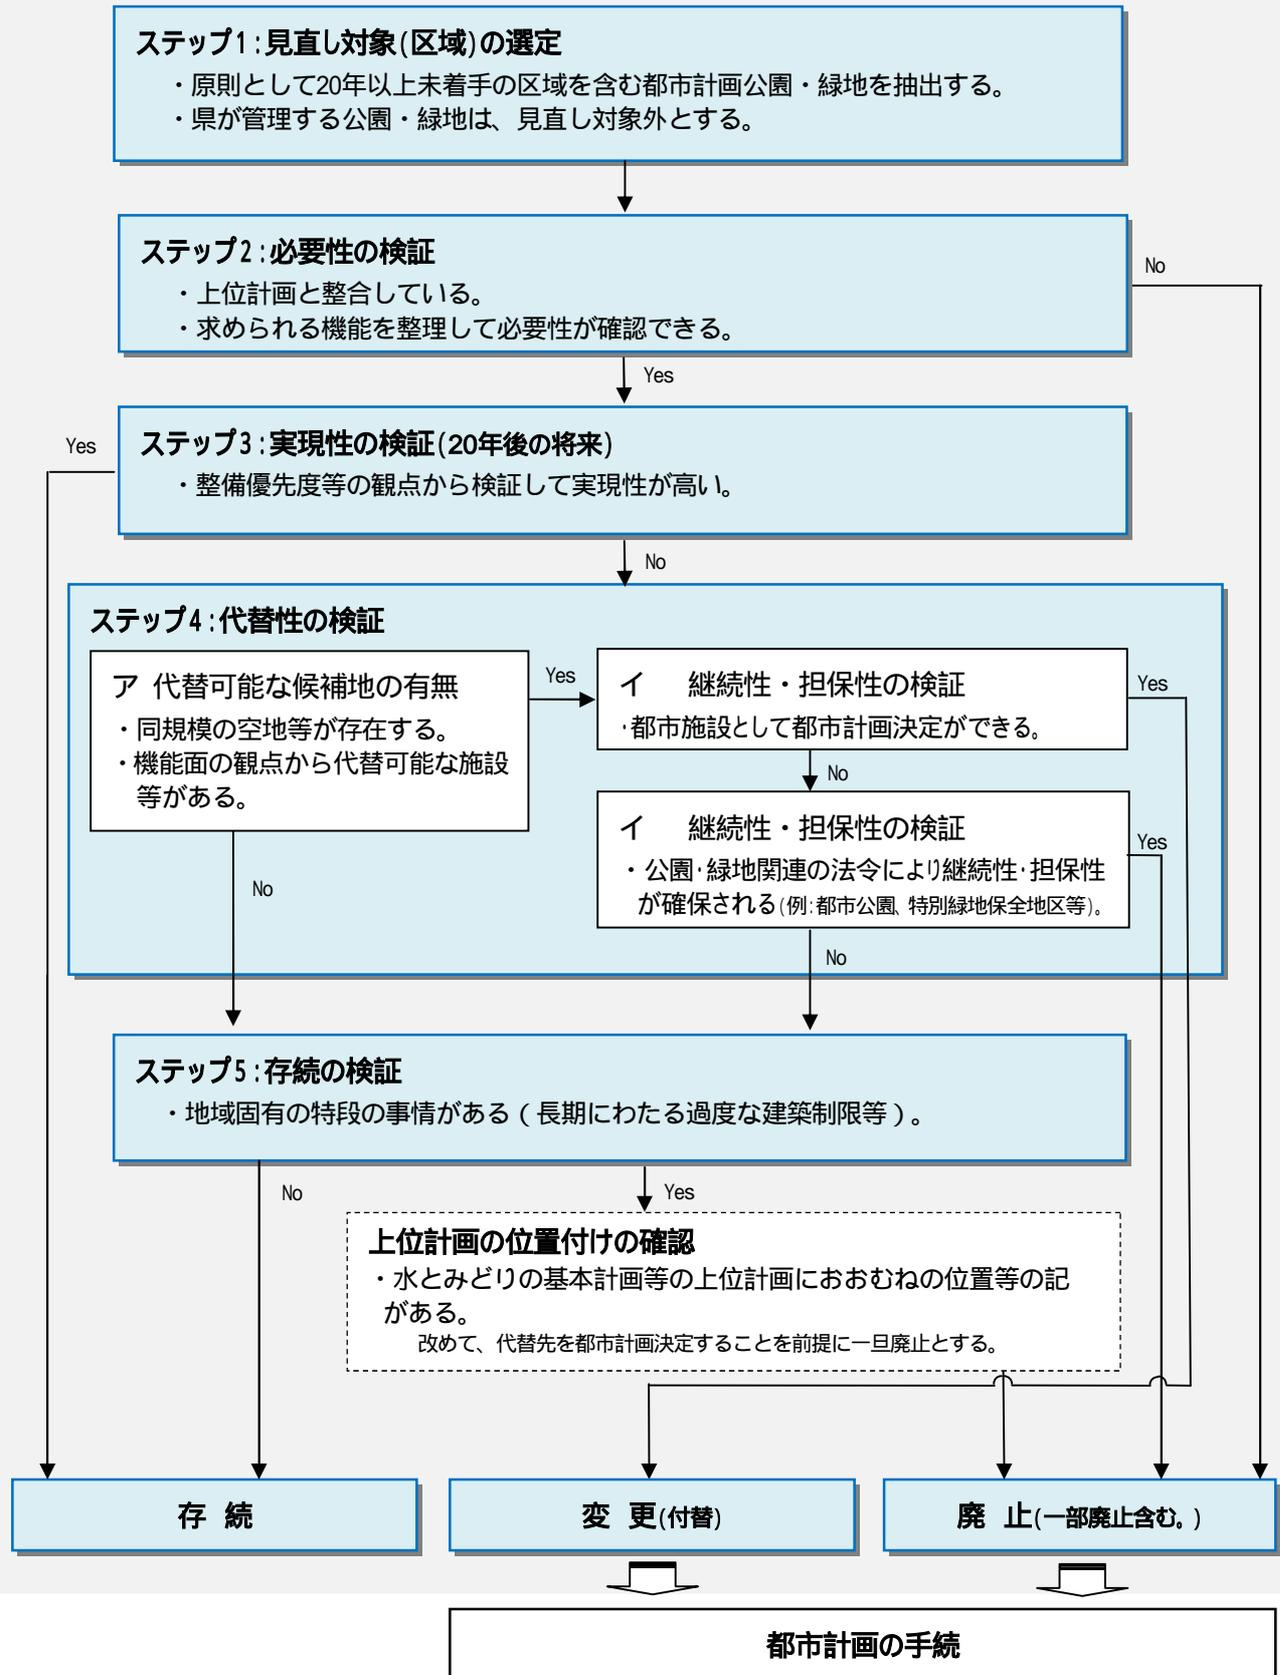 ステップ1:見直し対象(区域)の選定
・原則として20年以上未着手の区域を含む都市計画公園・緑地を抽出する。
・県が管理する公園・緑地は、見直し対象外とする。
ステップ2:必要性の検証
・上位計画と整合している。
・求められる機能を整理して必要性が確認できる。
No
Yes
ステップ3:実現性の検証(20年後の将来)
・整備優先度等の観点から検証して実現性が高い。
Yes
No
ステップ4:代替性の検証
ア 代替可能な候補地の有無
・同規模の空地等が存在する。
・機能面の観点から代替可能な施設
等がある。
Yes
イ 継続性・担保性の検証
・都市施設として都市計画決定ができる。
Yes
No
イ 継続性・担保性の検証
・公園・緑地関連の法令により継続性・担保性
が確保される(例:都市公園、特別緑地保全地区等)。
Yes
No
No
ステップ5:存続の検証
・地域固有の特段の事情がある(長期にわたる過度な建築制限等)。
No
Yes
上位計画の位置付けの確認
・水とみどりの基本計画等の上位計画におおむねの位置等の記
がある。
改めて、代替先を都市計画決定することを前提に一旦廃止とする。
存 続
変 更(付替)
廃 止(一部廃止含む。)
都市計画の手続